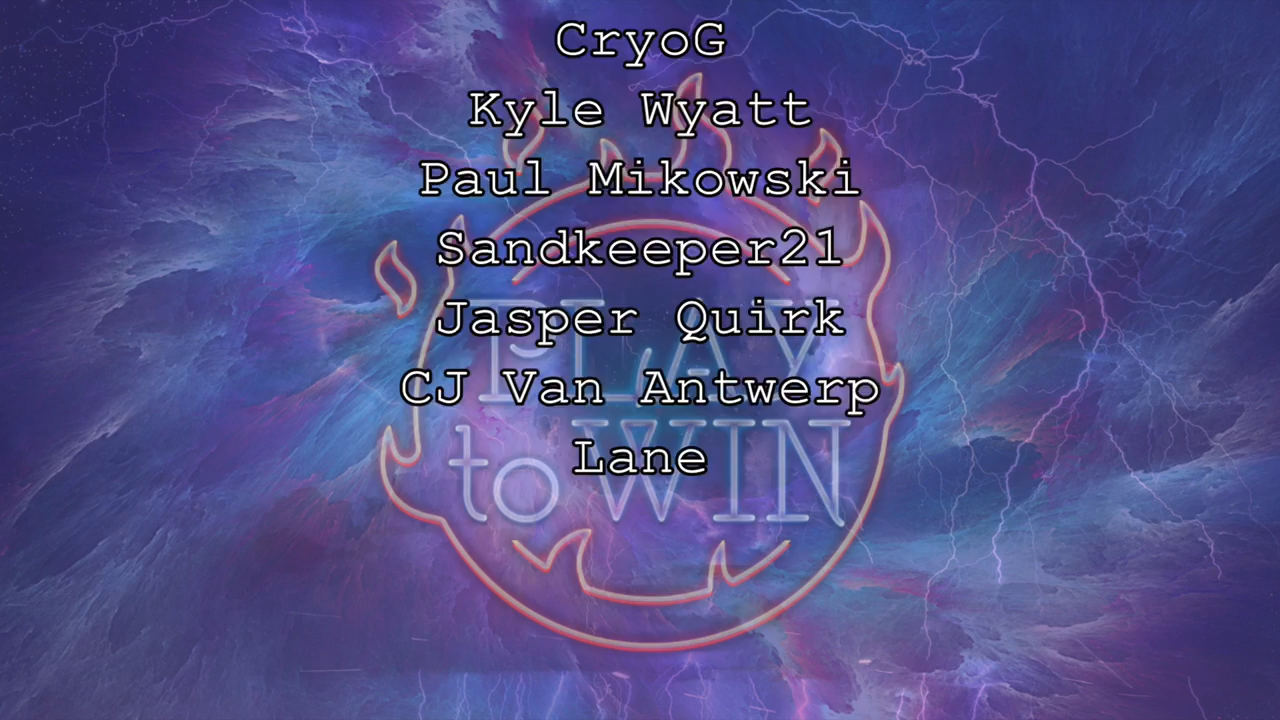 CryoG
Kyle Wyatt
Paul Mikowski
Sandkeeper21
Jasper Quirk
CJ Van Antwerp
Lane
PLAY
to WIN